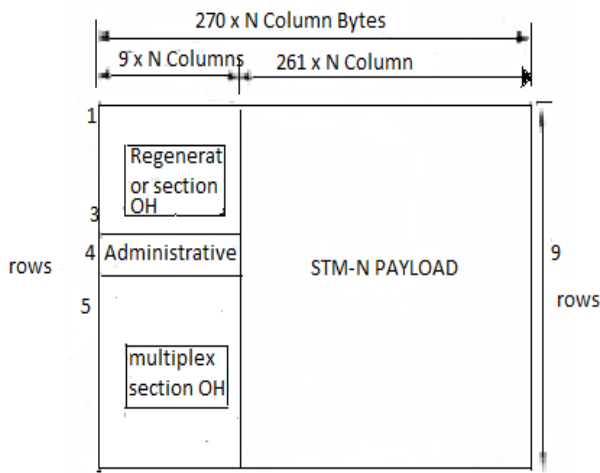 270 x N Column Bytes
9 x N Columns
261 x N Column
1
Regenerat
or section
OH
3
4
Administrative
rows
STM-N PAYLOAD
9
rows
5
multiplex
section OH